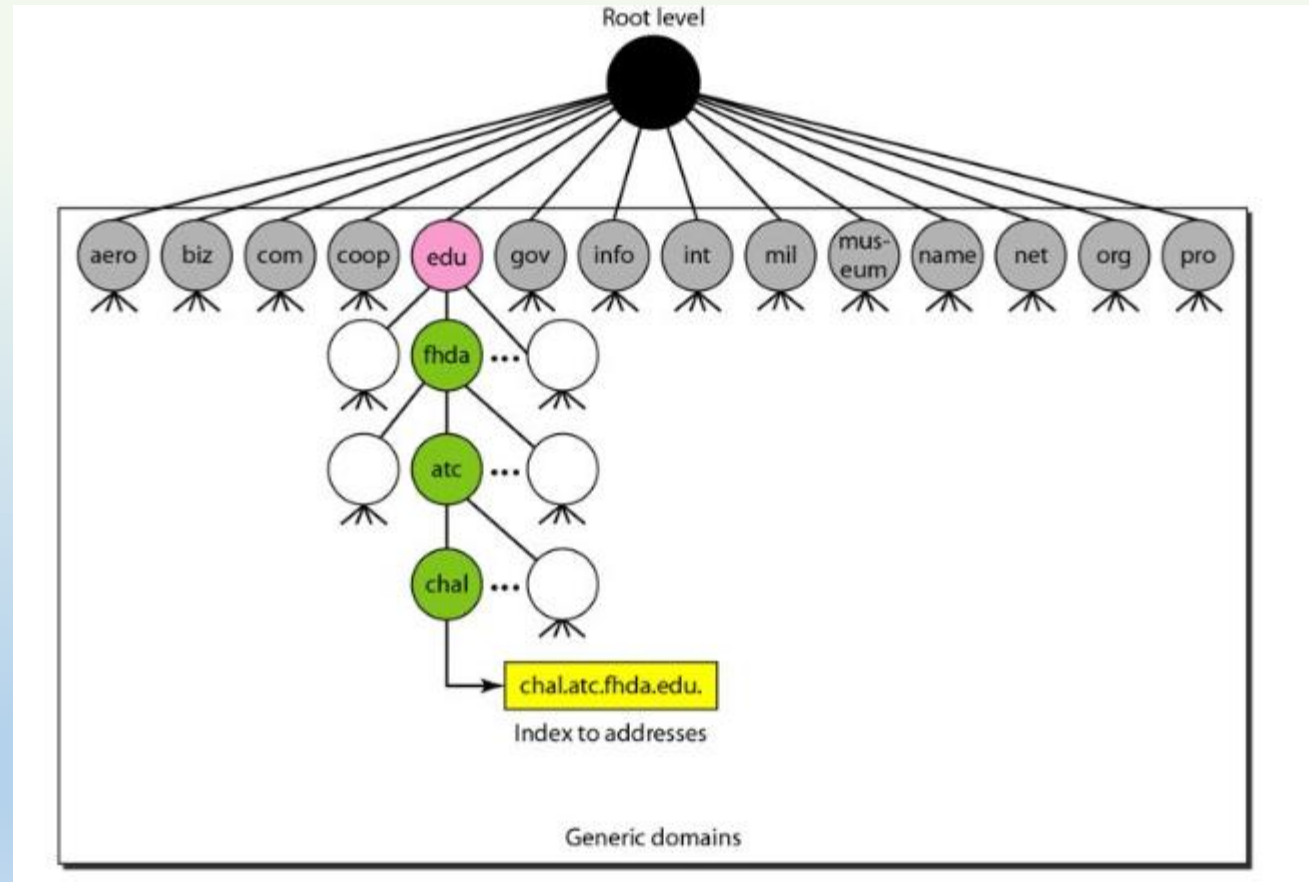 Root level
aero biz com coop edu gov info int mil mus-
eum name net org pro
fhda ...
atc ...
chal ...
chal.atc.fhda.edu.
Index to addresses
Generic domains